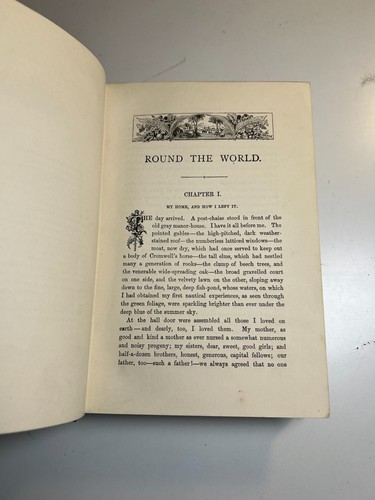 ROUND THE WORLD.
CHAPTER I.
MY HOME, AND HOW I LEFT IT.
THE day arrived. A post-chaise stood in front of the
old gray manor-house. I have it all before me. The
pointed gables—the high-pitched, dark weather-
stained roof—the numberless latticed windows—the
moat, now dry, which had once served to keep out
a body of Cromwell's horse—the tall elms, which had nested
many a generation of rooks—the clump of beech trees, and
the venerable wide-spreading oak—the broad gravelled court
on one side, and the velvety lawn on the other, sloping away
down to the fine, large, deep fish-pond, whose waters, on which
I had obtained my first nautical experiences, as seen through
the green foliage, were sparkling brighter than ever under the
deep blue of the summer sky.
At the hall door were assembled all those I loved on
earth—and dearly, too, I loved them. My mother, as
good and kind a mother as ever nursed a somewhat numerous
and noisy progeny; my sisters, dear, sweet, good girls; and
half-a-dozen brothers, honest, generous, capital fellows; our
father, too—such a father!—we always agreed that no one